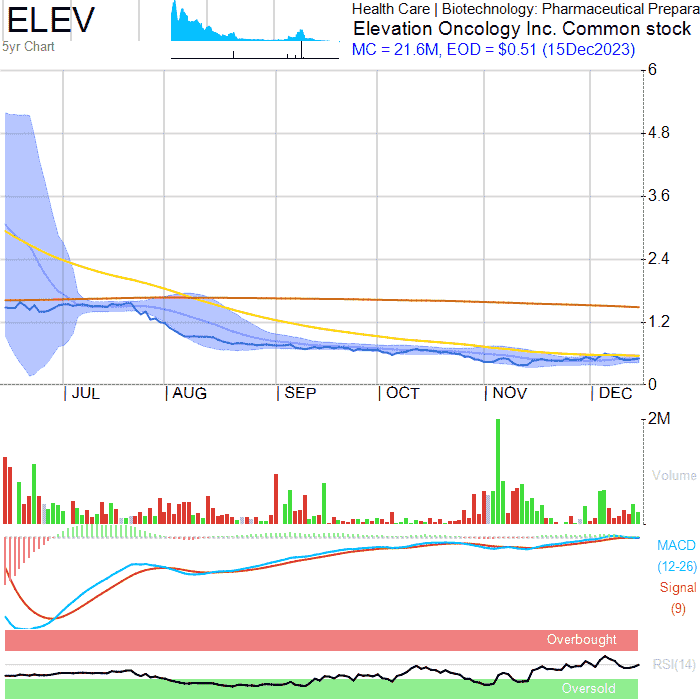 ELEV
5yr Chart
Health Care | Biotechnology: Pharmaceutical Prepara
Elevation Oncology Inc. Common stock
MC = 21.6M, EOD = $0.51 (15Dec2023)
6
4.8
3.6
2.4
1.2
0
JUL AUG SEP OCT NOV DEC
2M
Volume
MACD
(12-26)
Signal
(9)
Overbought
RSI(14)
Oversold